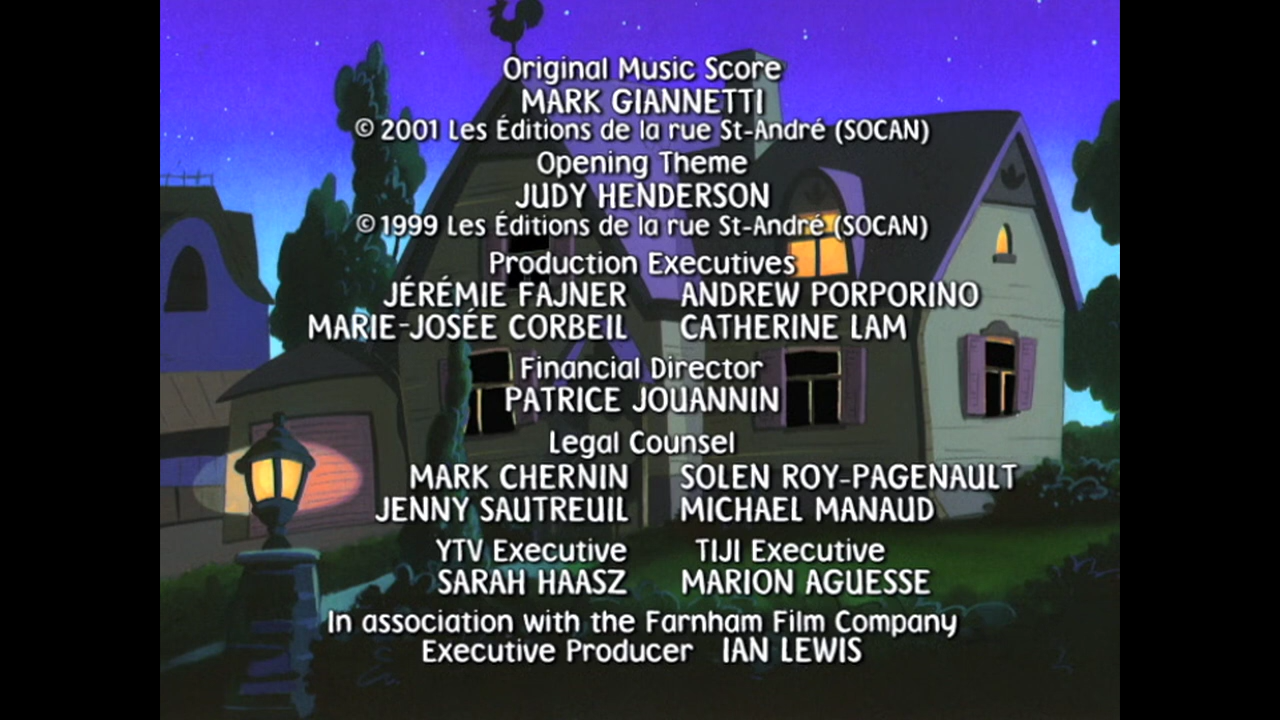 Original Music Score
MARK GIANNETTI
© 2001 Les Éditions de la rue St-André (SOCAN)
Opening Theme
JUDY HENDERSON
© 1999 Les Éditions de la rue St-André (SOCAN)
Production Executives
JÉRÉMIE FAJNER ANDREW PORPORINO
MARIE-JOSÉE CORBEIL CATHERINE LAM
Financial Director
PATRICE JOUANNIN
Legal Counsel
MARK CHERNIN SOLEN ROY-PAGENAULT
JENNY SAUTREUIL MICHAEL MANAUD
YTV Executive TIJI Executive
SARAH HAASZ MARION AGUESSE
In association with the Farnham Film Company
Executive Producer IAN LEWIS